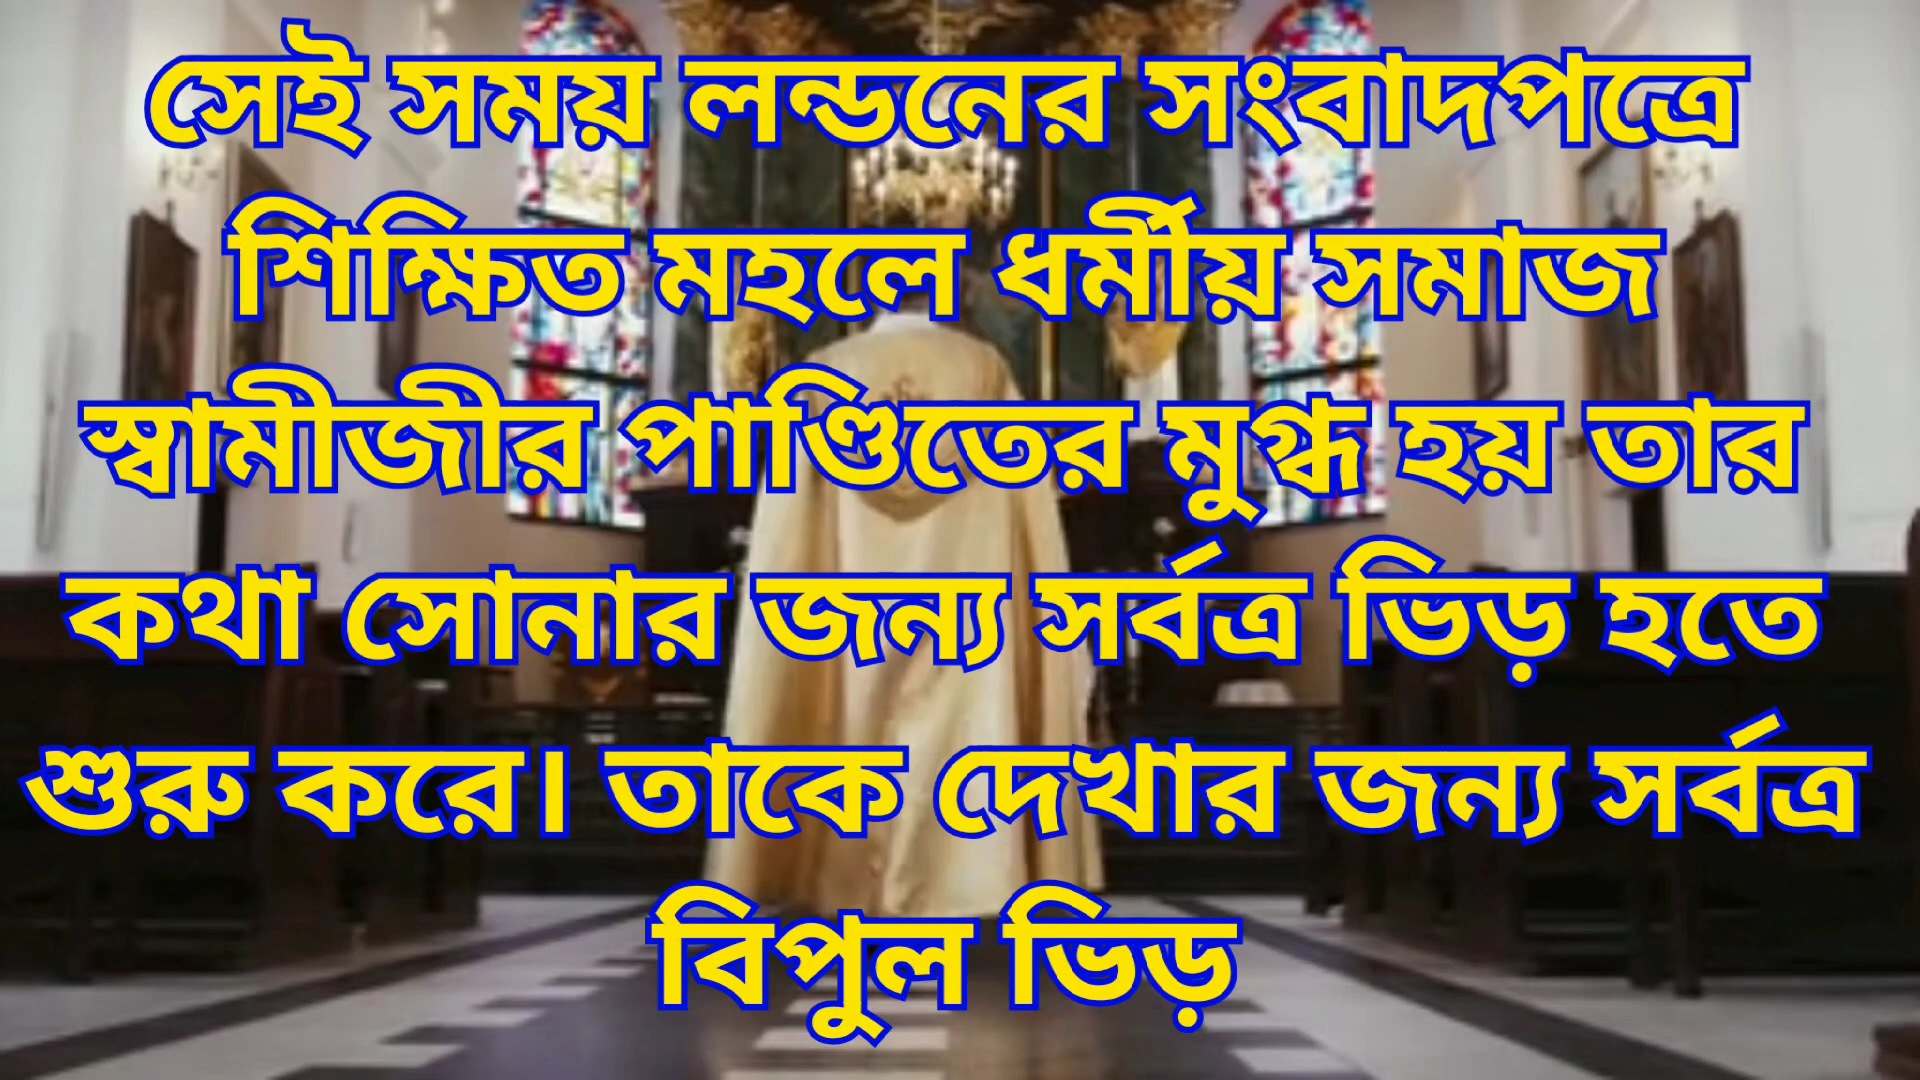 সেই সময় লন্ডনের সংবাদপত্রে
শিক্ষিত মহলে ধর্মীয় সমাজ
স্বামীজীর পাণ্ডিতের মুগ্ধ হয় তার
কথা সোনার জন্য সর্বত্র ভিড় হতে
শুরু করে। তাকে দেখার জন্য সর্বত্র
বিপুল ভিড়